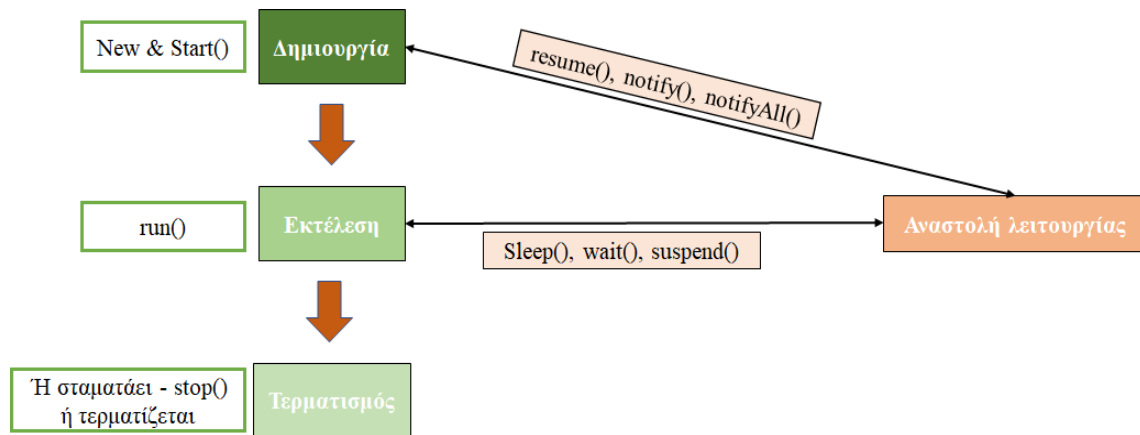 New & Start()
Δημιουργία
resume(), notify(), notifyAll()
run()
Εκτέλεση
Αναστολή λειτουργίας
Sleep(), wait(), suspend()
Ή σταματάει - stop()
ή τερματίζεται
Τερματισμός